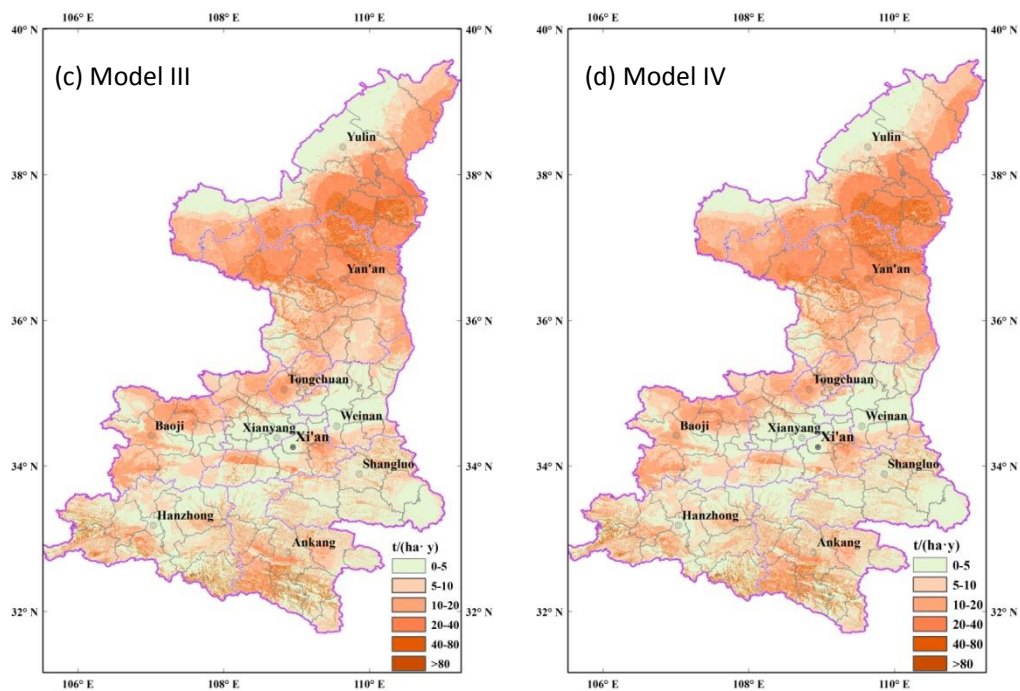 106° E 108° E 110° E
40° N 40° N
(c) Model III
Yulin
38° N 38° N
Yan'an
36° N 36° N
Tongchuan
Weinan
Baoji Xianyang
Xi'an
34° N 34° N
Shangluo
Hanzhong
Ankang
t/(ha· y)
0-5
5-10
10-20
32° N 32° N
20-40
40-80
>80
106° E 108° E 110° E
106° E 108° E 110° E
40° N 40° N
(d) Model IV
Yulin
38° N 38° N
Yan'an
36° N 36° N
Tongchuan
Weinan
Baoji Xianyang
Xi'an
34° N 34° N
Shangluo
Hanzhong
Ankang
t/(ha· y)
0-5
5-10
10-20
32° N 32° N
20-40
40-80
>80
106° E 108° E 110° E